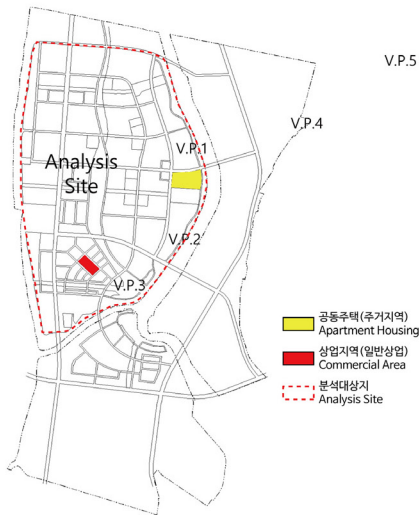 V.P.5
V.P.4
V.P.1
Analysis
Site
V.P.2
V.P.3
공동주택(주거지역)
Apartment Housing
상업지역(일반상업)
Commercial Area
분석대상지
Analysis Site